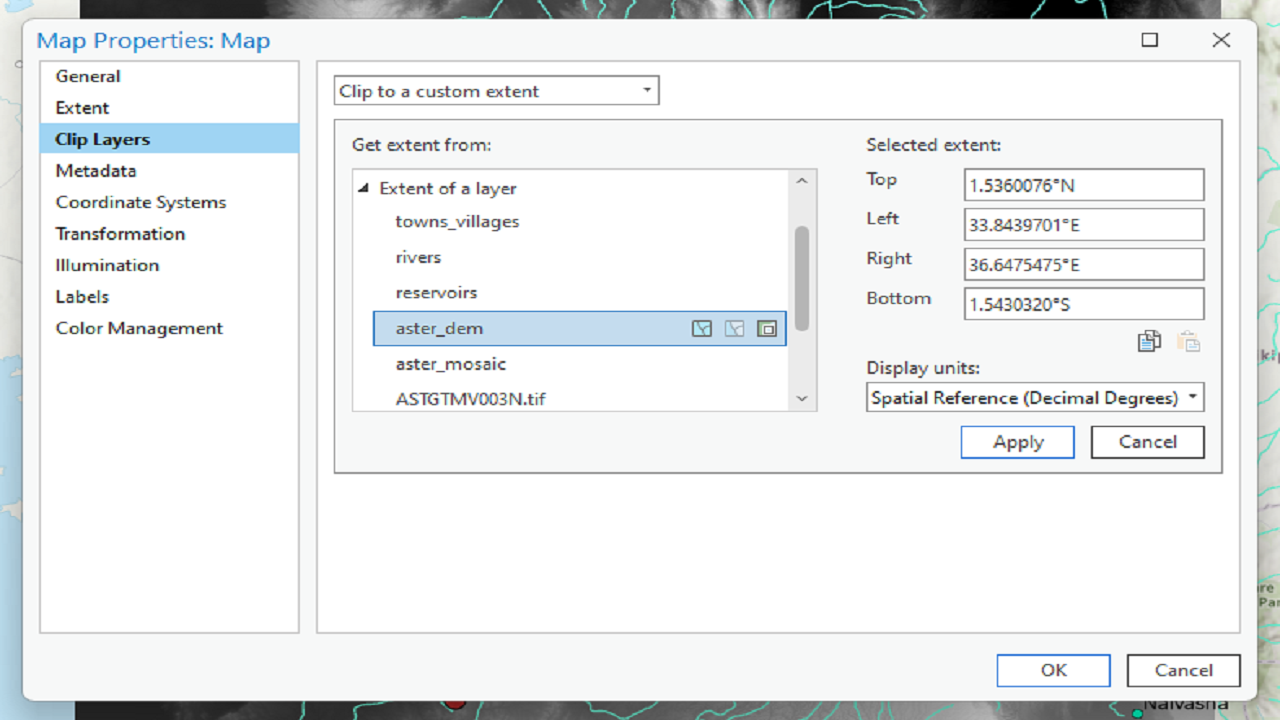 Map Properties: Map
General
Extent
Clip Layers
Metadata
Coordinate Systems
Transformation
Illumination
Labels
Color Management
Clip to a custom extent
Get extent from:
Extent of a layer
towns_villages
rivers
reservoirs
aster_dem
aster_mosaic
ASTGTMV003N.tif
Selected extent:
Top
1.5360076°N
Left
33.8439701°E
Right
36.6475475°E
Bottom
1.5430320°S
Display units:
Spatial Reference (Decimal Degrees)
Apply
Cancel
OK
Cancel
Naivasha